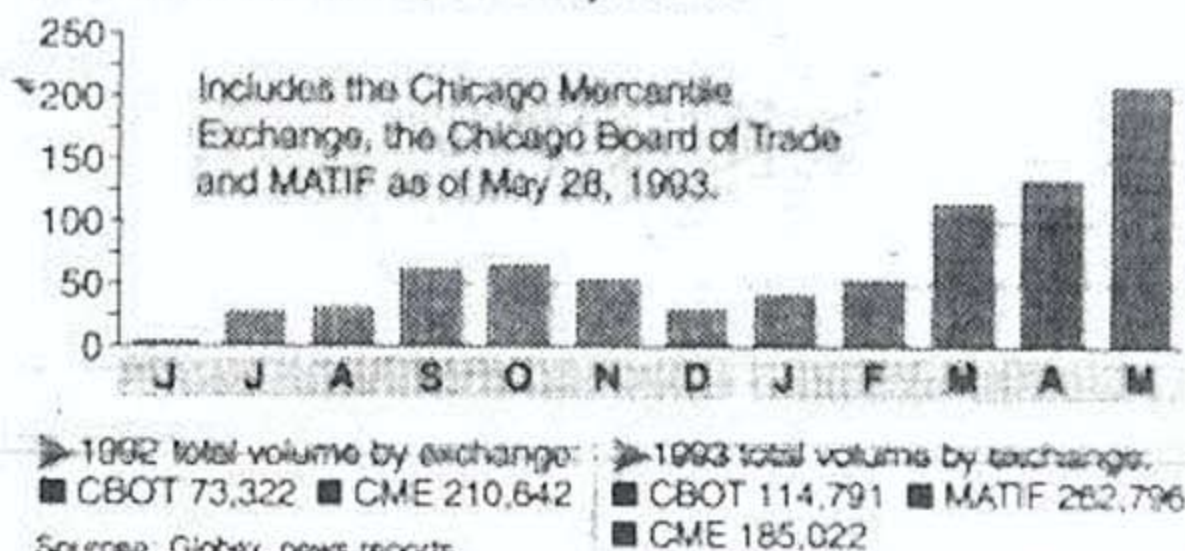 250
200
150
100
50
0
Includes the Chicago Mercantile
Exchange, the Chicago Board of Trade
and MATIF as of May 28, 1993.
J J A S O N D J F M A M
1992 total volume by exchange:
CBOT 73,322 CME 210,642
1993 total volume by exchange:
CBOT 114,791 MATIF 262,796
CME 185,022
Sources: Globex, news reports